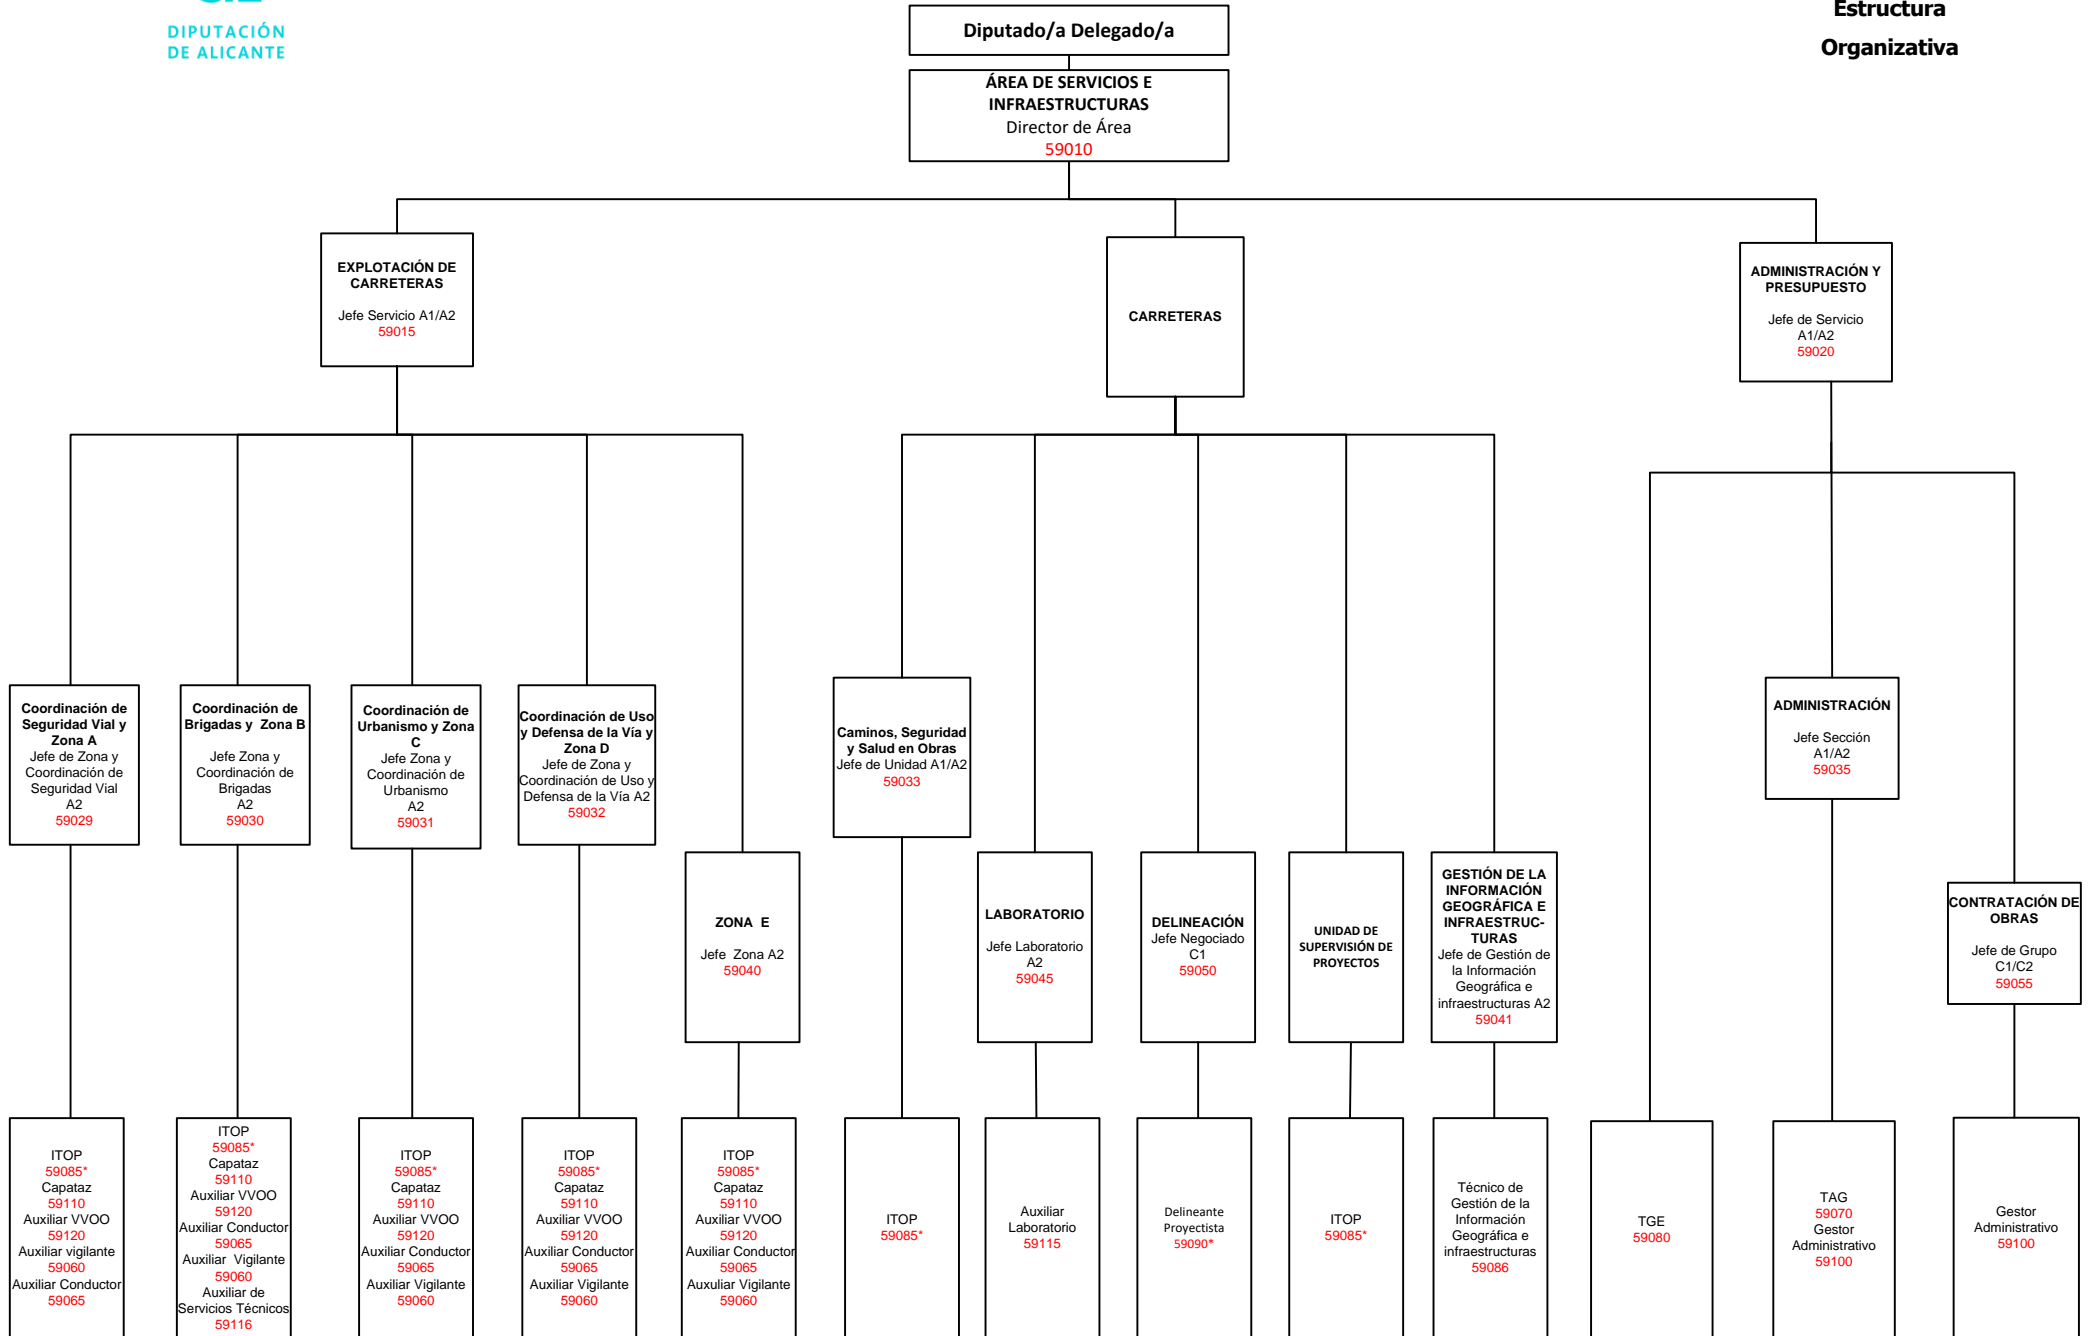 DIPUTACIÓN
DE ALICANTE
Estructura
Organizativa
Diputado/a Delegado/a
ÁREA DE SERVICIOS E
INFRAESTRUCTURAS
Director de Área
59010
EXPLOTACIÓN DE
CARRETERAS
Jefe Servicio A1/A2
59015
CARRETERAS
ADMINISTRACIÓN Y
PRESUPUESTO
Jefe de Servicio
A1/A2
59020
Coordinación de
Seguridad Vial y
Zona A
Jefe de Zona y
Coordinación de
Seguridad Vial
A2
59029
Coordinación de
Brigadas y Zona B
Jefe Zona y
Coordinación de
Brigadas
A2
59030
Coordinación de
Urbanismo y Zona
C
Jefe Zona y
Coordinación de
Urbanismo
A2
59031
Coordinación de Uso
y Defensa de la Vía y
Zona D
Jefe de Zona y
Coordinación de Uso y
Defensa de la Vía A2
59032
ZONA E
Jefe Zona A2
59040
Caminos, Seguridad
y Salud en Obras
Jefe de Unidad A1/A2
59033
LABORATORIO
Jefe Laboratorio
A2
59045
DELINEACIÓN
Jefe Negociado
C1
59050
UNIDAD DE
SUPERVISIÓN DE
PROYECTOS
GESTIÓN DE LA
INFORMACIÓN
GEOGRÁFICA E
INFRAESTRUC-
TURAS
Jefe de Gestión de
la Información
Geográfica e
infraestructuras A2
59041
ADMINISTRACIÓN
Jefe Sección
A1/A2
59035
CONTRATACIÓN DE
OBRAS
Jefe de Grupo
C1/C2
59055
ITOP
59085*
Capataz
59110
Auxiliar VVOO
59120
Auxiliar vigilante
59060
Auxiliar Conductor
59065
ITOP
59085*
Capataz
59110
Auxiliar VVOO
59120
Auxiliar Conductor
59065
Auxiliar Vigilante
59060
Auxiliar de
Servicios Técnicos
59116
ITOP
59085*
Capataz
59110
Auxiliar VVOO
59120
Auxiliar Conductor
59065
Auxiliar Vigilante
59060
ITOP
59085*
Capataz
59110
Auxiliar VVOO
59120
Auxiliar Conductor
59065
Auxiliar Vigilante
59060
ITOP
59085*
Capataz
59110
Auxiliar VVOO
59120
Auxiliar Conductor
59065
Auxuliar Vigilante
59060
ITOP
59085*
Auxiliar
Laboratorio
59115
Delineante
Proyectista
59090*
ITOP
59085*
Técnico de
Gestión de la
Información
Geográfica e
infraestructuras
59086
TGE
59080
TAG
59070
Gestor
Administrativo
59100
Gestor
Administrativo
59100